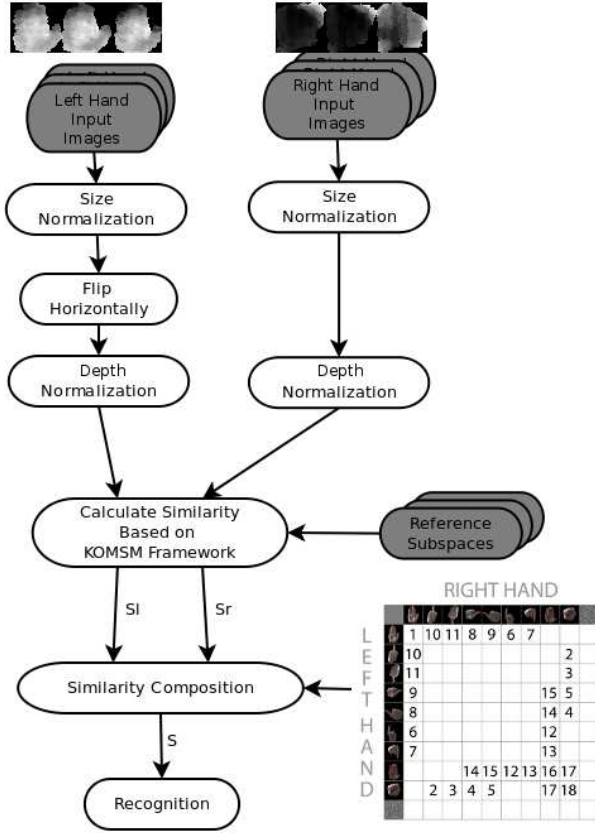 Left Hand
Input
Images
Right Hand
Input
Images
Size
Normalization
Size
Normalization
Flip
Horizontally
Depth
Normalization
Depth
Normalization
Calculate Similarity
Based on
KOMSM Framework
Reference
Subspaces
Sl
Sr
Similarity Composition
S
Recognition
RIGHT HAND
LEFT HAND
1 10 11 8 9 6 7
10 2
11 3
9 15 5
8 14 4
6 12
7 13
14 15 12 13 16 17
2 3 4 5 17 18